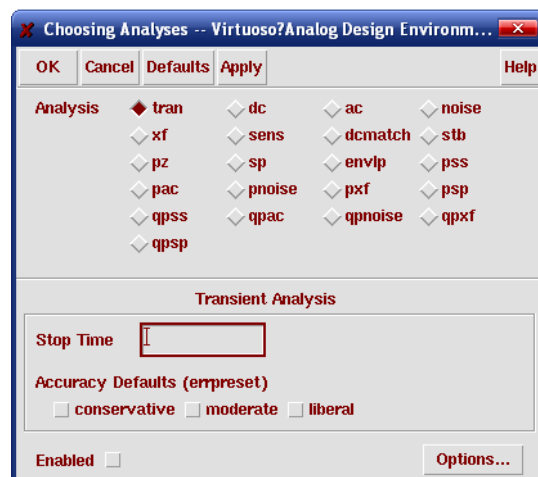 Choosing Analyses -- Virtuoso?Analog Design Environm...
OK Cancel Defaults Apply Help
Analysis tran dc ac noise
xf sens dcmatch stb
pz sp envlp pss
pac pnoise pxf psp
qpss qpac qpnoise qpxf
qpsp
Transient Analysis
Stop Time
Accuracy Defaults (errpreset)
conservative moderate liberal
Enabled Options...